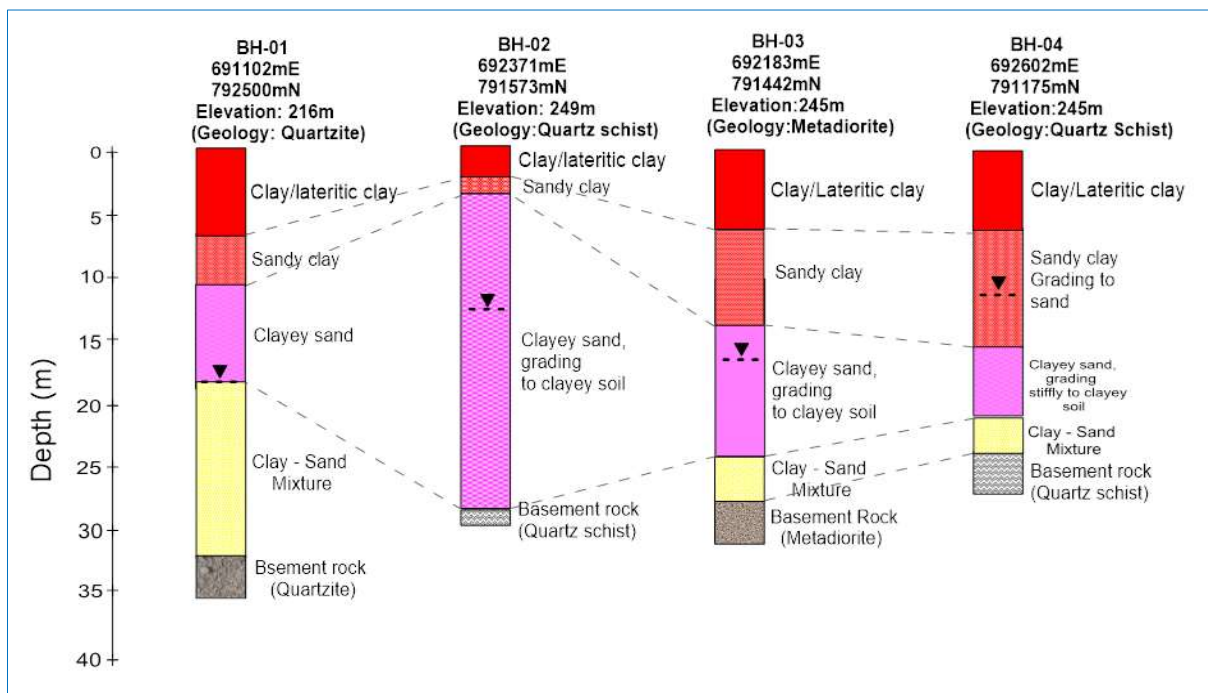 BH-01
691102mE
792500mN
Elevation: 216m
(Geology: Quartzite)
BH-02
692371mE
791573mN
Elevation: 249m
(Geology:Quartz schist)
BH-03
692183mE
791442mN
Elevation:245m
(Geology:Metadiorite)
BH-04
692602mE
791175mN
Elevation:245m
(Geology:Quartz Schist)
Depth (m)
0
5
10
15
20
25
30
35
40
Clay/lateritic clay
Sandy clay
Clayey sand
Clay - Sand
Mixture
Bsement rock
(Quartzite)
Clay/lateritic clay
Sandy clay
Clayey sand,
grading
to clayey soil
Basement rock
(Quartz schist)
Clay/Lateritic clay
Sandy clay
Clayey sand,
grading
to clayey soil
Clay - Sand
Mixture
Basement Rock
(Metadiorite)
Clay/Lateritic clay
Sandy clay
Grading to
sand
Clayey sand,
grading
stiffly to clayey
soil
Clay - Sand
Mixture
Basement rock
(Quartz schist)